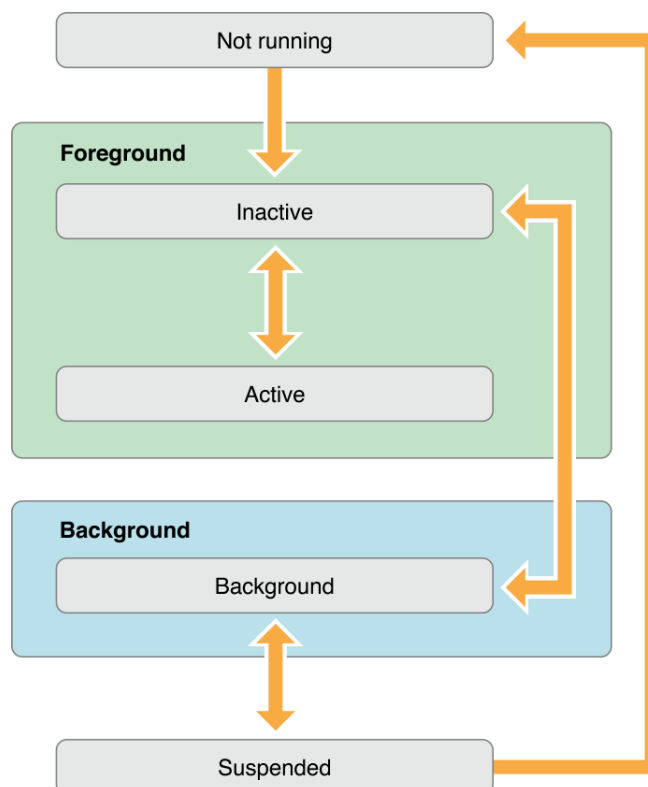 Not running
Foreground
Inactive
Active
Background
Background
Suspended